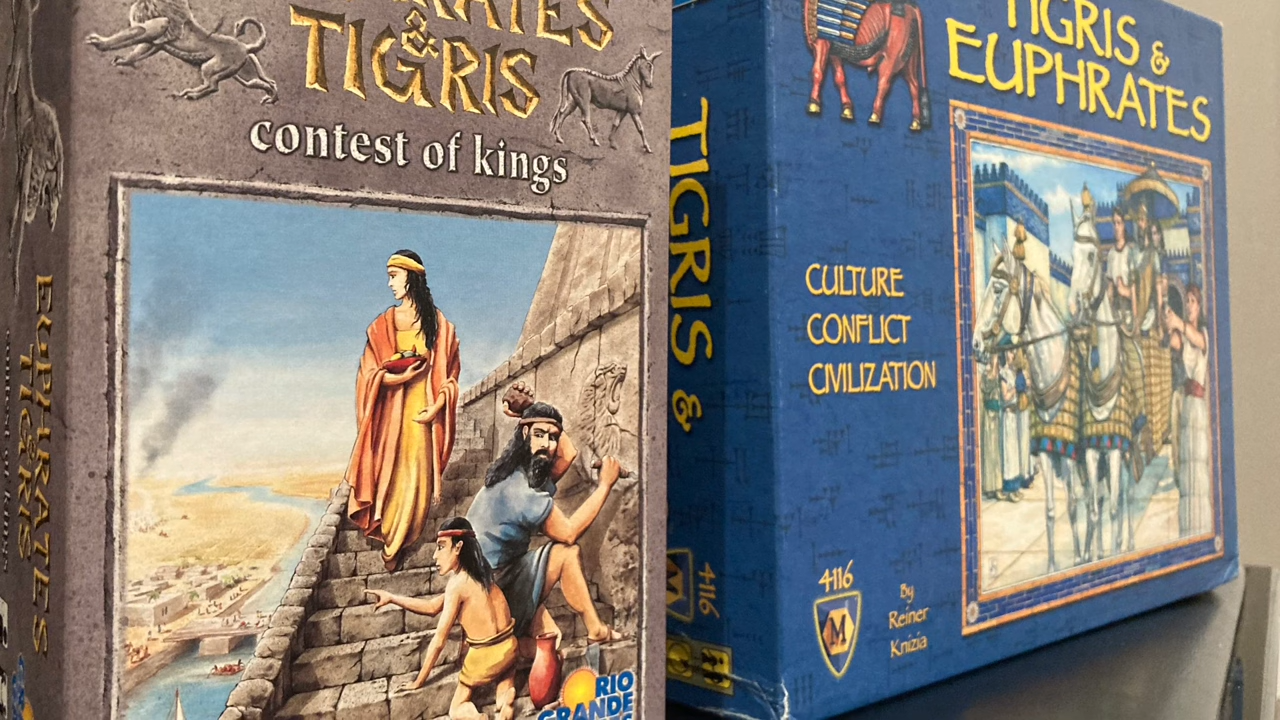 TIGRIS
&
contest of kings
EUPHRATES
& TIGRIS
contest of kings
RIO
GRANDE
TIGRIS &
EUPHRATES
CULTURE
CONFLICT
CIVILIZATION
4116
M
By
Reiner
Knizia
TIGRIS &
4116